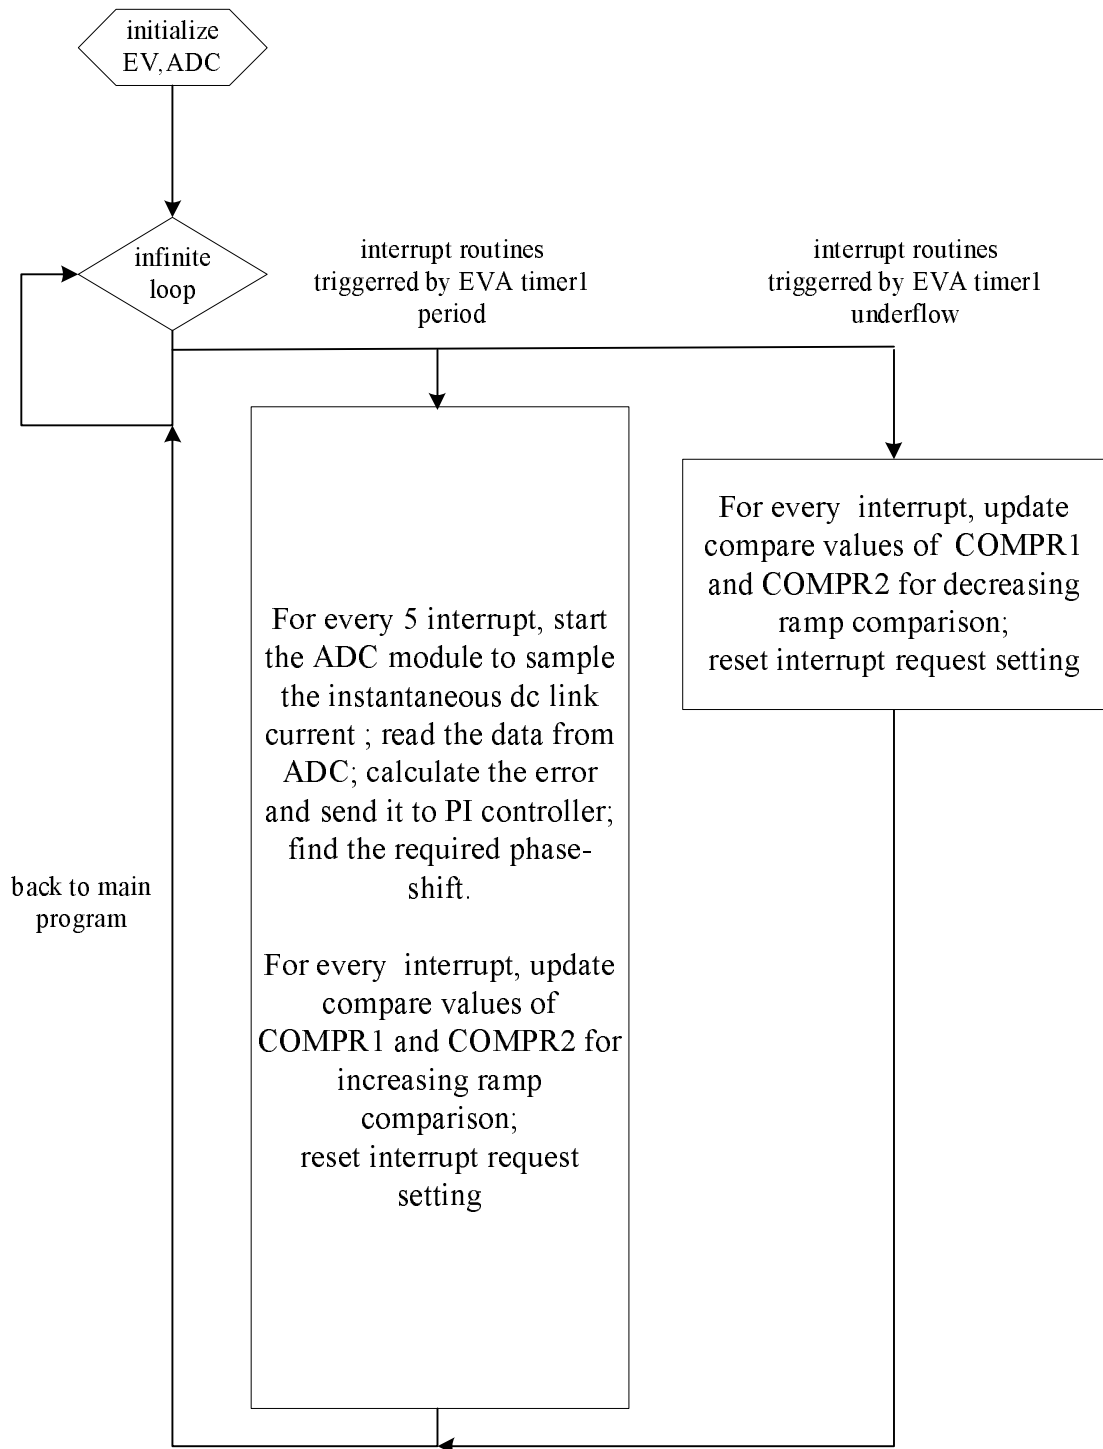 initialize
EV,ADC
infinite
loop
interrupt routines
triggerred by EVA timer1
period
interrupt routines
triggerred by EVA timer1
underflow
For every 5 interrupt, start
the ADC module to sample
the instantaneous dc link
current ; read the data from
ADC; calculate the error
and send it to PI controller;
find the required phase-
shift.
For every interrupt, update
compare values of
COMPR1 and COMPR2 for
increasing ramp
comparison;
reset interrupt request
setting
For every interrupt, update
compare values of COMPR1
and COMPR2 for decreasing
ramp comparison;
reset interrupt request setting
back to main
program